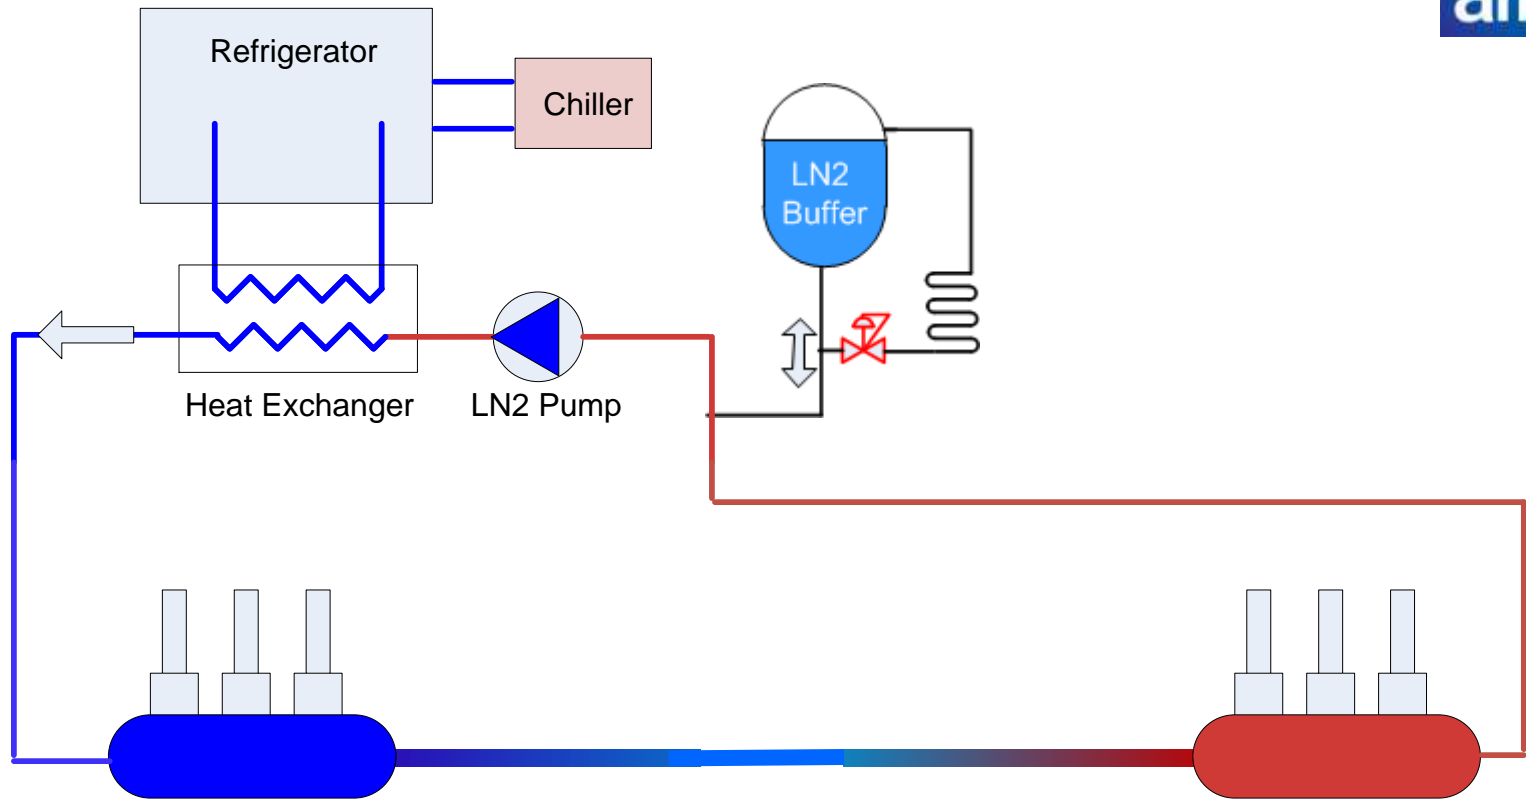 Refrigerator
Chiller
LN2
Buffer
Heat Exchanger
LN2 Pump